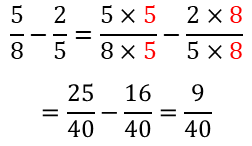 5/8 − 2/5 = (5 × 5)/(8 × 5) − (2 × 8)/(5 × 8)
= 25/40 − 16/40 = 9/40